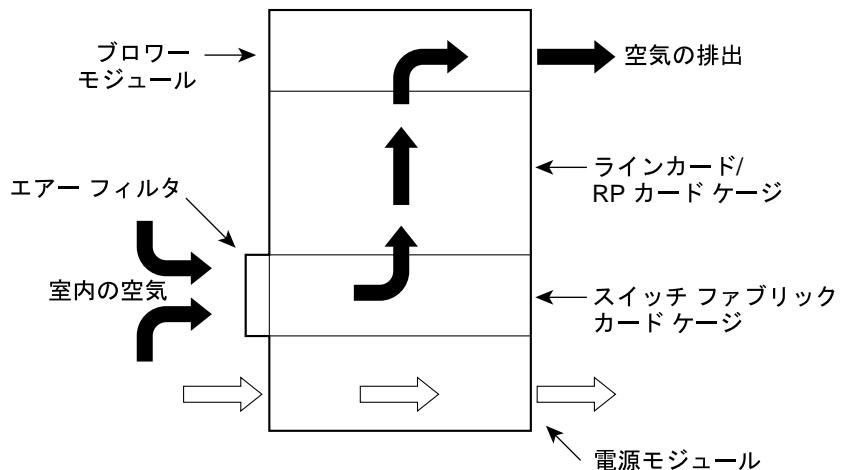 ブロワー
モジュール
空気の排出
ラインカード/
RP カード ケージ
エアー フィルタ
室内の空気
スイッチ ファブリック
カード ケージ
電源モジュール